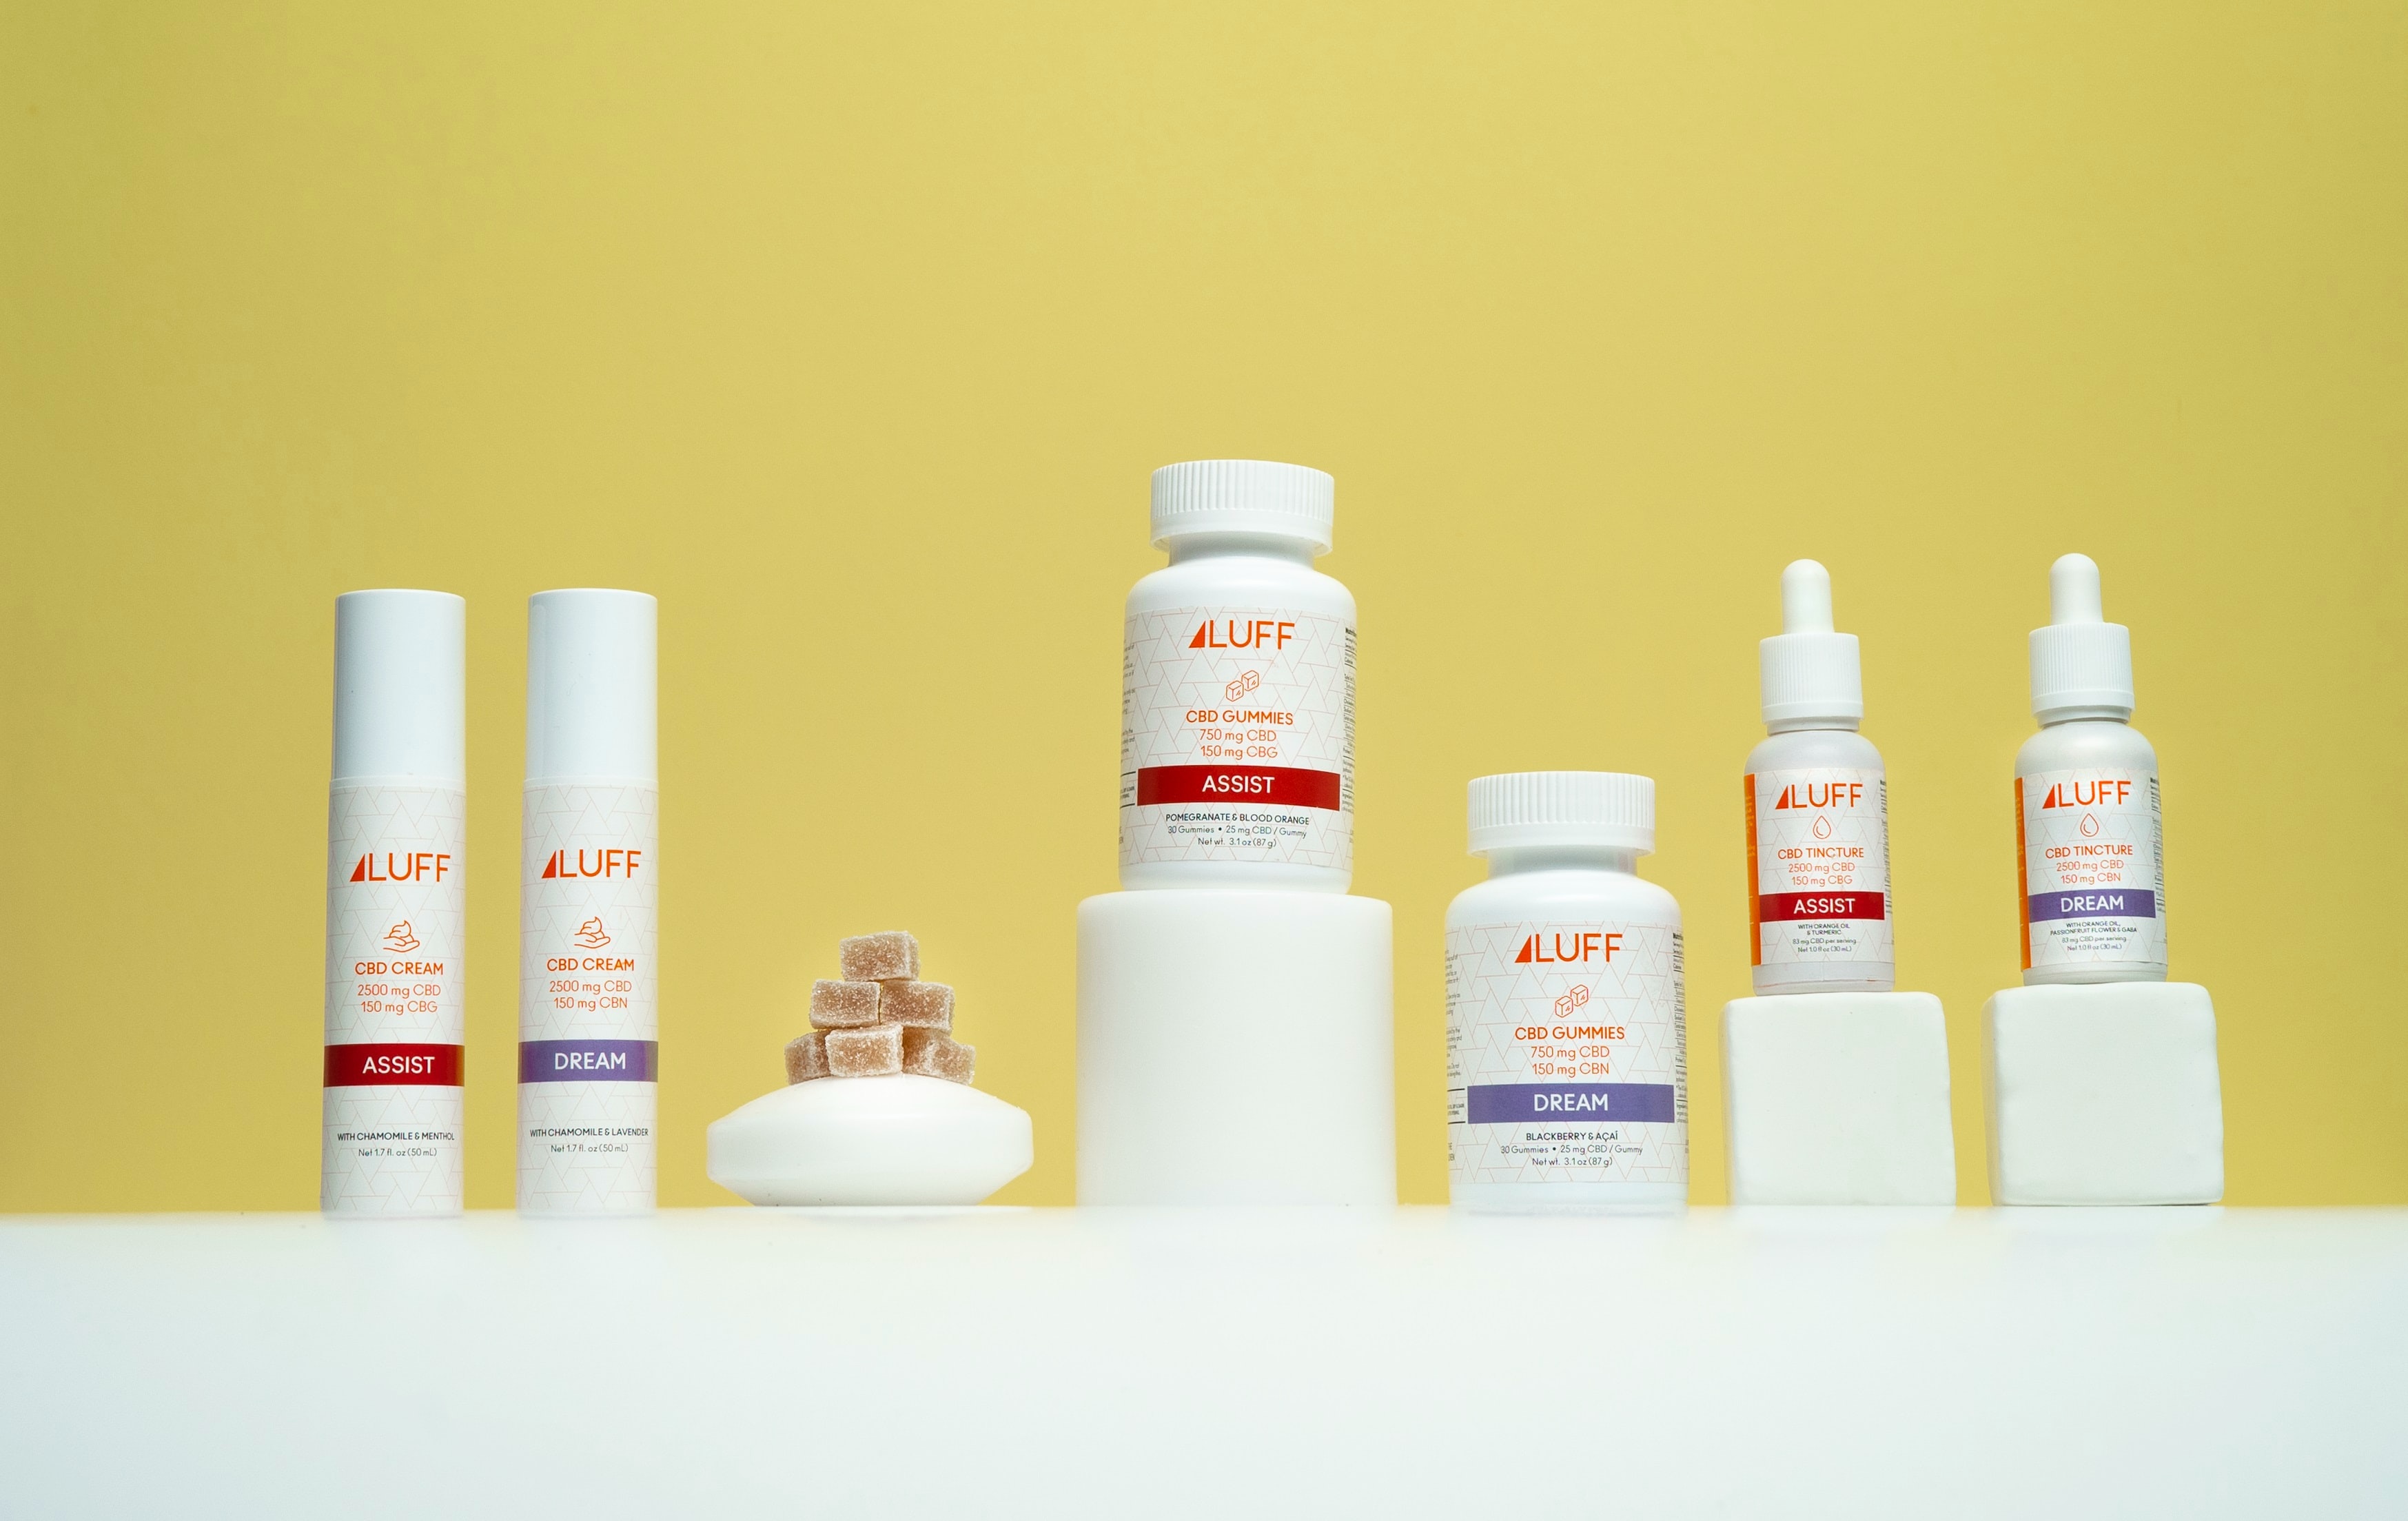 LUFF
CBD CREAM
2500 mg CBD
150 mg CBG
ASSIST
WITH CHAMOMILE & MENTHOL
Net 1.7 fl. oz (50 mL)
LUFF
CBD CREAM
2500 mg CBD
150 mg CBN
DREAM
WITH CHAMOMILE & LAVENDER
Net 1.7 fl. oz (50 mL)
LUFF
CBD GUMMIES
750 mg CBD
150 mg CBG
ASSIST
POMEGRANATE & BLOOD ORANGE
30 Gummies • 25 mg CBD / Gummy
Net wt. 3.1 oz (87 g)
LUFF
CBD GUMMIES
750 mg CBD
150 mg CBN
DREAM
BLACKBERRY & AÇAÍ
30 Gummies • 25 mg CBD / Gummy
Net wt. 3.1 oz (87 g)
LUFF
CBD TINCTURE
2500 mg CBD
150 mg CBG
ASSIST
WITH ORANGE OIL
& TURMERIC
83 mg CBD per serving
Net 1.0 fl oz (30 mL)
LUFF
CBD TINCTURE
2500 mg CBD
150 mg CBN
DREAM
WITH ORANGE OIL,
PASSIONFRUIT FLOWER & GABA
83 mg CBD per serving
Net 1.0 fl oz (30 mL)